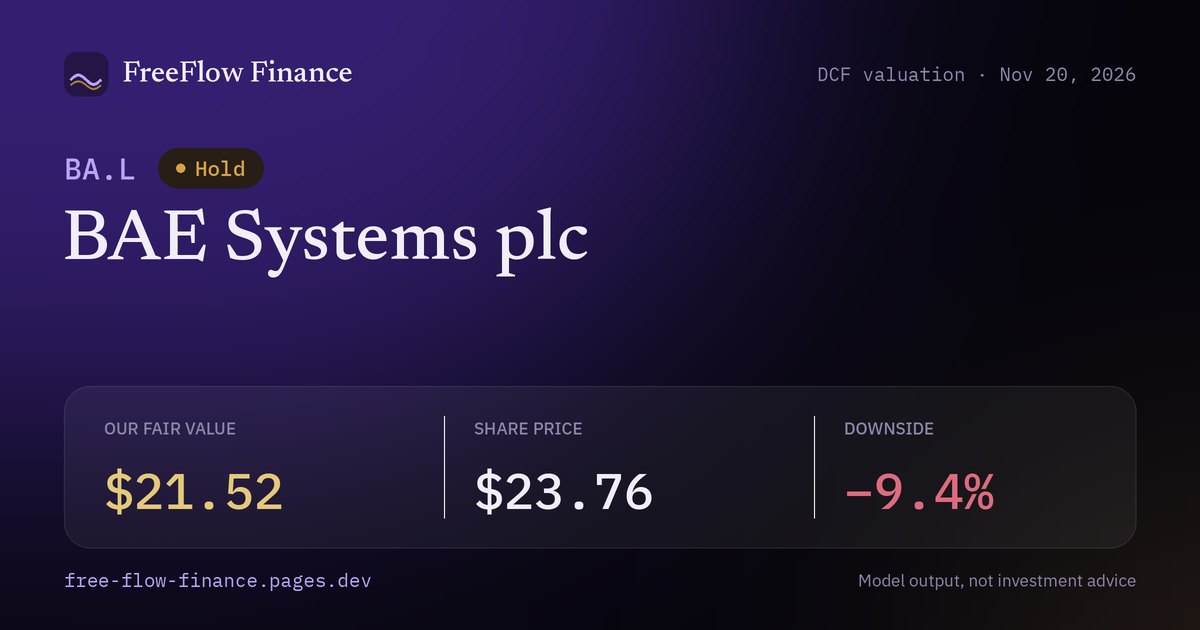 FreeFlow Finance
DCF valuation · Nov 20, 2026
BA.L
Hold
BAE Systems plc
OUR FAIR VALUE
SHARE PRICE
DOWNSIDE
$21.52
$23.76
−9.4%
free-flow-finance.pages.dev
Model output, not investment advice